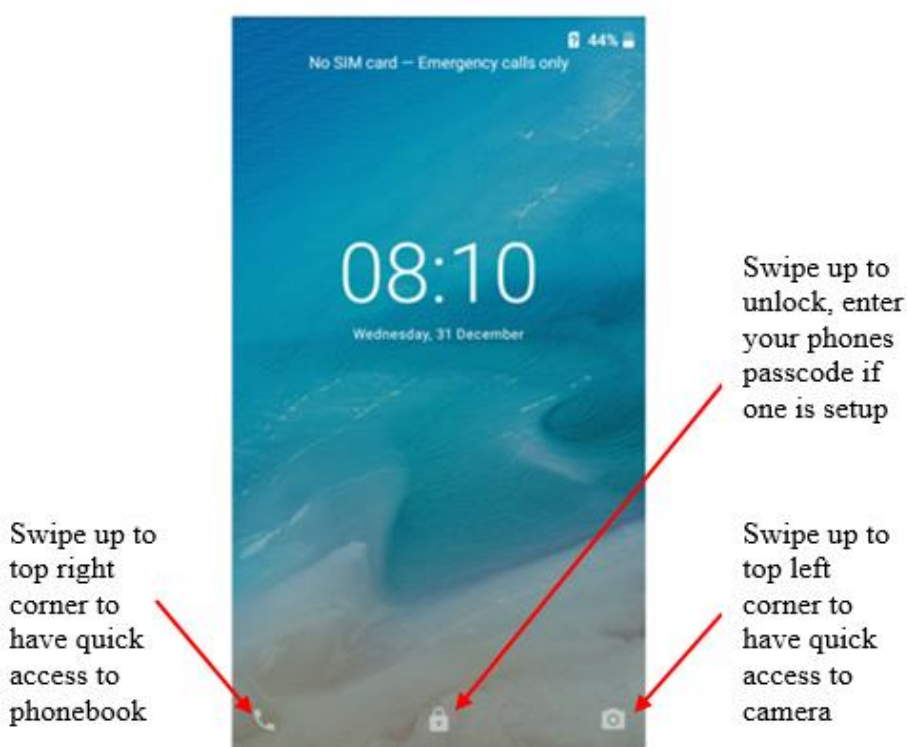 44%
No SIM card — Emergency calls only
08:10
Wednesday, 31 December
Swipe up to
unlock, enter
your phones
passcode if
one is setup
Swipe up to
top right
corner to
have quick
access to
phonebook
Swipe up to
top left
corner to
have quick
access to
camera